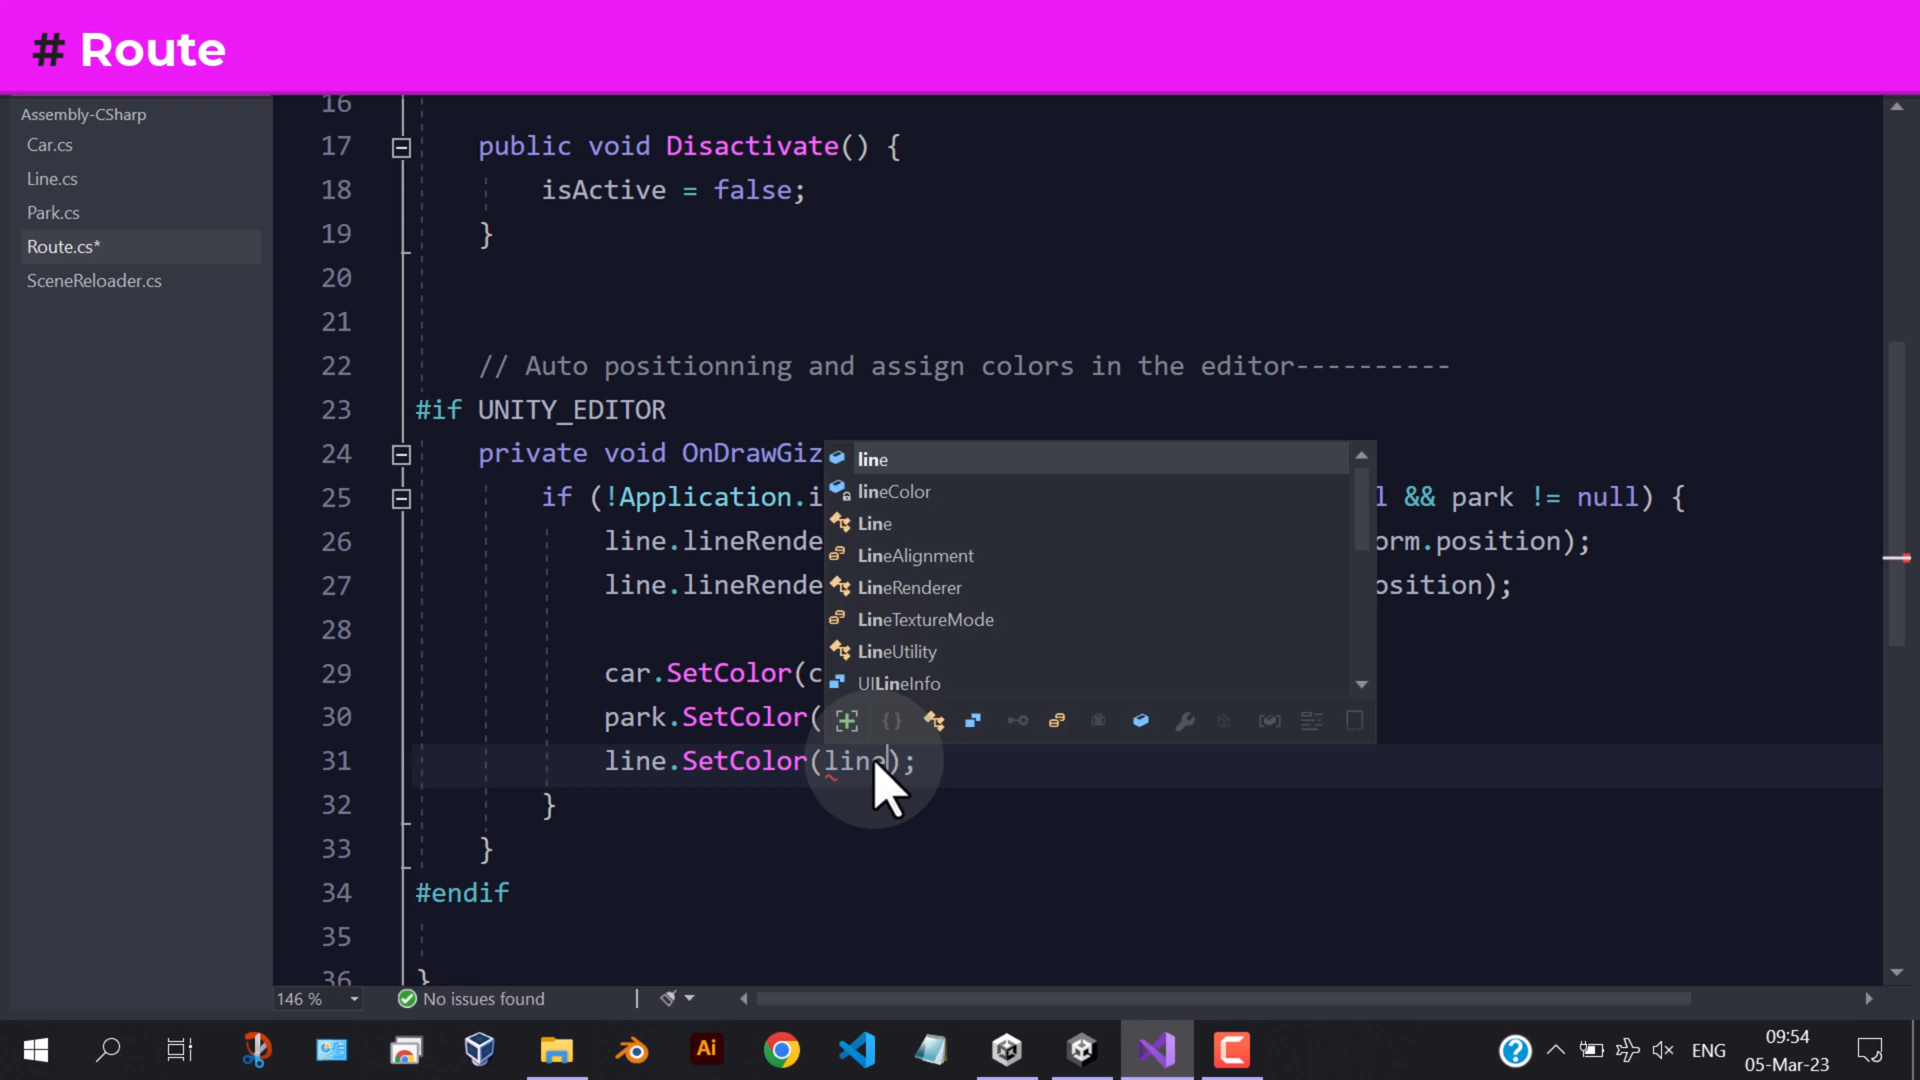 # Route
Assembly-CSharp
Car.cs
Line.cs
Park.cs
Route.cs*
SceneReloader.cs
16
17 public void Disactivate() {
18 isActive = false;
19 }
20
21
22 // Auto positionning and assign colors in the editor----------
23 #if UNITY_EDITOR
24 private void OnDrawGiz
25 if (!Application.i l && park != null) {
26 line.lineRende orm.position);
27 line.lineRende osition);
28
29 car.SetColor(c
30 park.SetColor(
31 line.SetColor(line);
32 }
33 }
34 #endif
35
36 }
line
lineColor
Line
LineAlignment
LineRenderer
LineTextureMode
LineUtility
UILineInfo
146 % No issues found
Ai
ENG
09:54
05-Mar-23